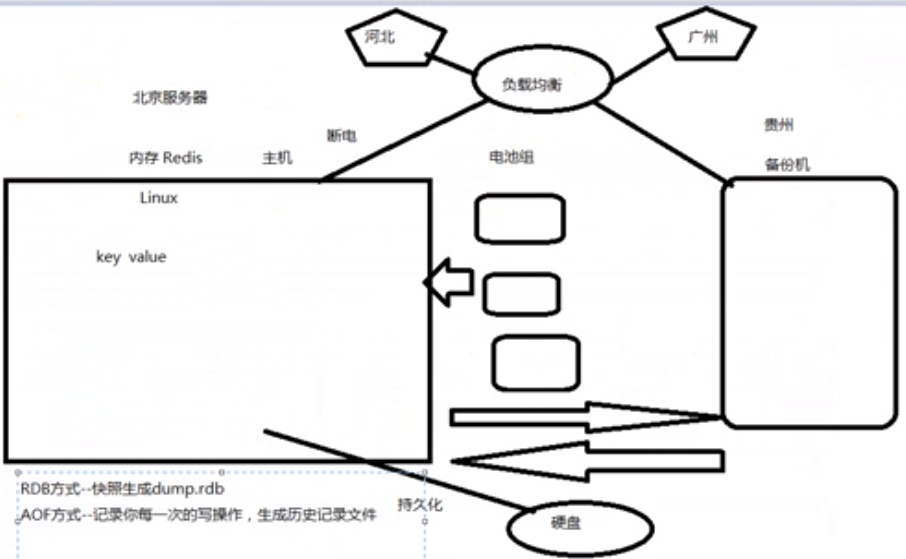 河北
广州
负载均衡
北京服务器
断电
贵州
内存 Redis
主机
电池组
备份机
Linux
key value
RDB方式--快照生成dump.rdb
AOF方式--记录你每一次的写操作，生成历史记录文件
持久化
硬盘